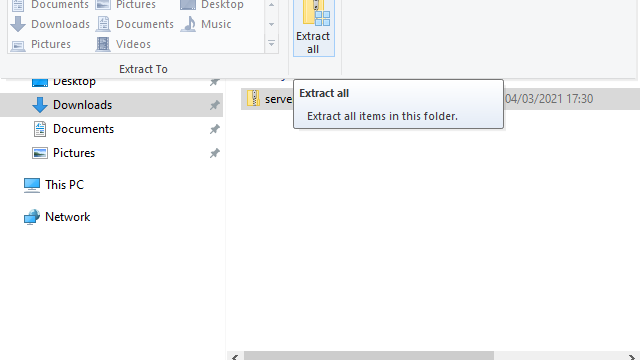 Documents Pictures Desktop
Downloads Documents Music
Pictures Videos
Extract all
Extract To
Desktop
Extract all
Extract all items in this folder.
Downloads
serve 04/03/2021 17:30
Documents
Pictures
This PC
Network